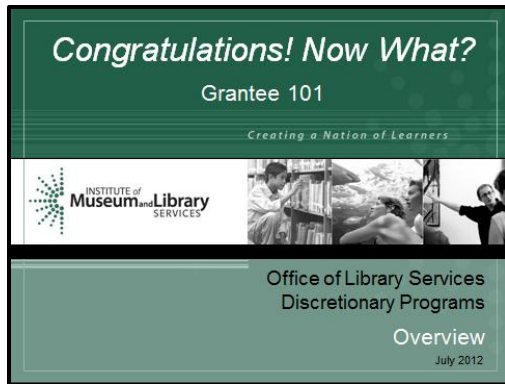 Congratulations! Now What?
Grantee 101
Creating a Nation of Learners
INSTITUTE of
Museum and Library
SERVICES
Office of Library Services
Discretionary Programs
Overview
July 2012